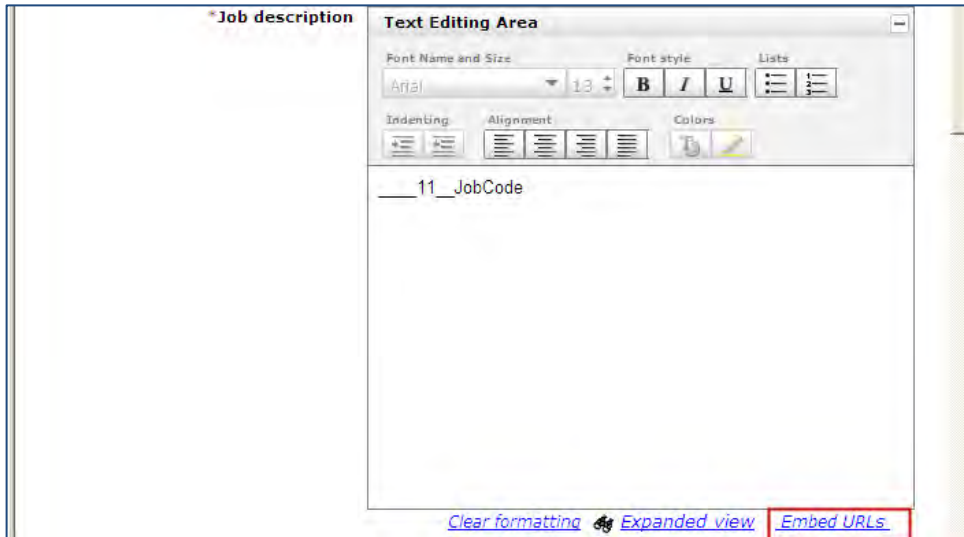 *Job description
Text Editing Area
Font Name and Size Font style Lists
Arial 13 B I U
Indenting Alignment Colors
____11__JobCode
Clear formatting Expanded view Embed URLs